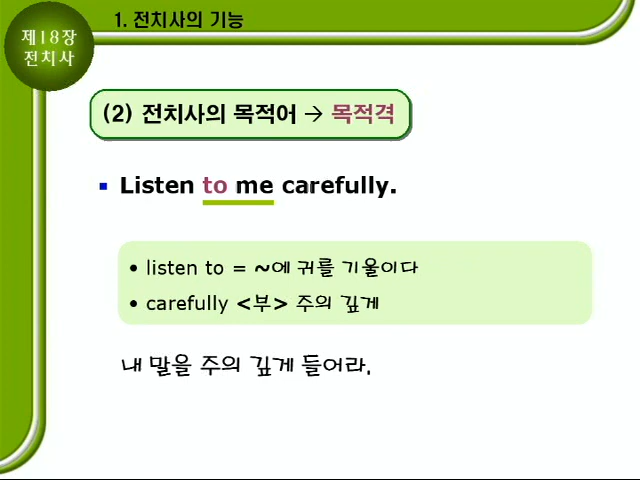 1. 전치사의 기능
제18장
전치사
(2) 전치사의 목적어 → 목적격
▪ Listen to me carefully.
• listen to = ~에 귀를 기울이다
• carefully <부> 주의 깊게
내 말을 주의 깊게 들어라.